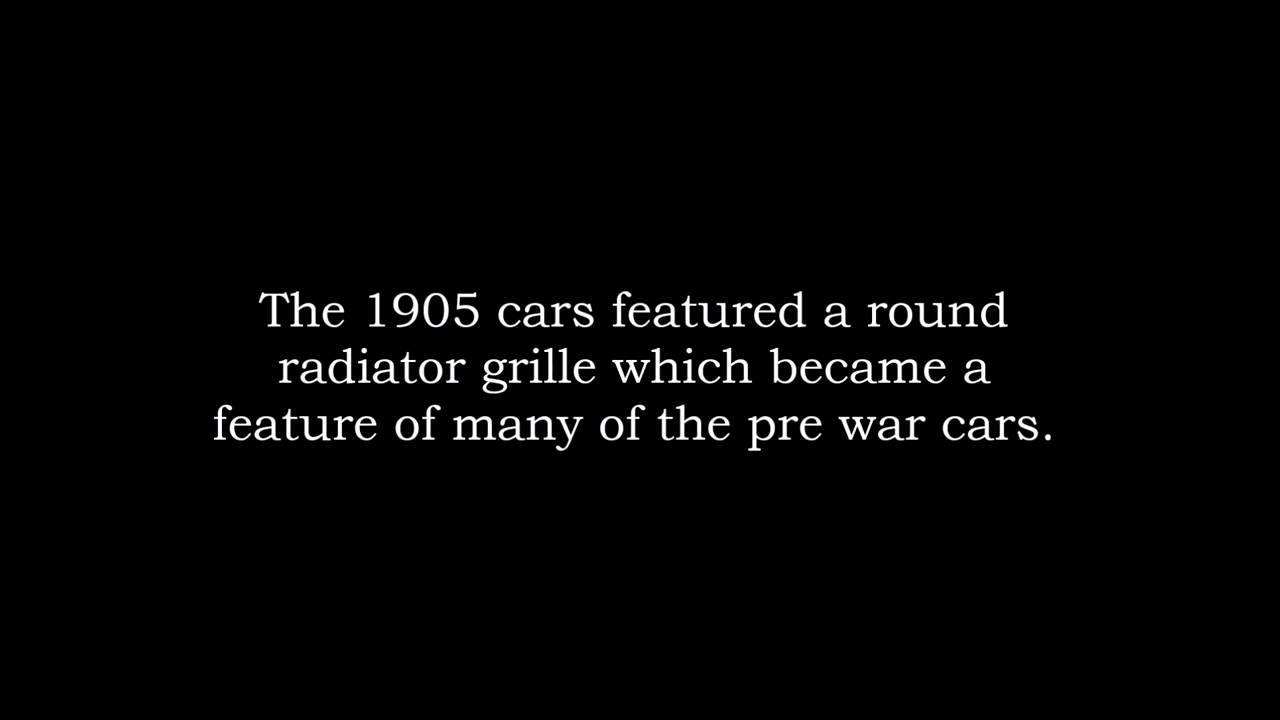 The 1905 cars featured a round
radiator grille which became a
feature of many of the pre war cars.